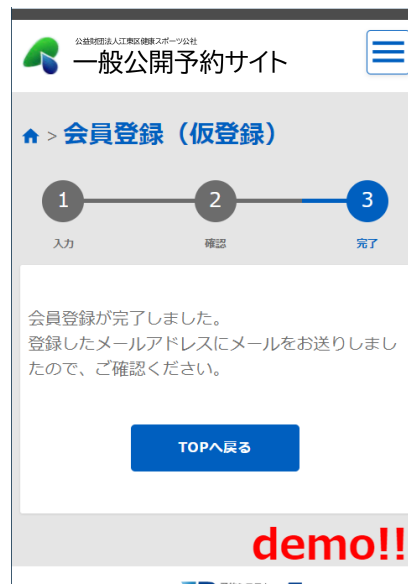 公益財団法人江東区健康スポーツ公社
一般公開予約サイト
> 会員登録（仮登録）
1 2 3
入力 確認 完了
会員登録が完了しました。
登録したメールアドレスにメールをお送りしまし
たので、ご確認ください。
TOPへ戻る
demo!!